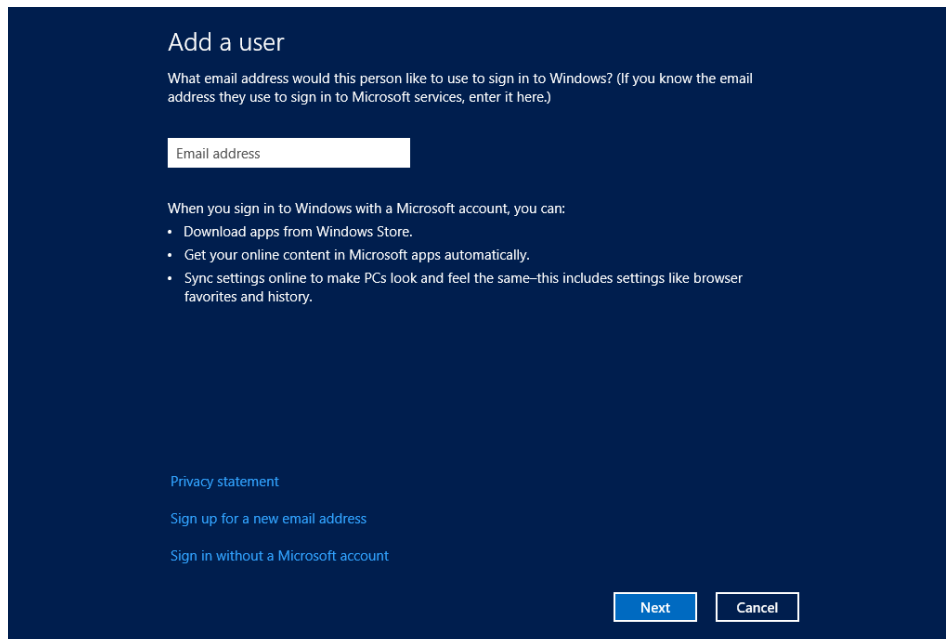 Add a user
What email address would this person like to use to sign in to Windows? (If you know the email
address they use to sign in to Microsoft services, enter it here.)
Email address
When you sign in to Windows with a Microsoft account, you can:
• Download apps from Windows Store.
• Get your online content in Microsoft apps automatically.
• Sync settings online to make PCs look and feel the same–this includes settings like browser
favorites and history.
Privacy statement
Sign up for a new email address
Sign in without a Microsoft account
Next Cancel